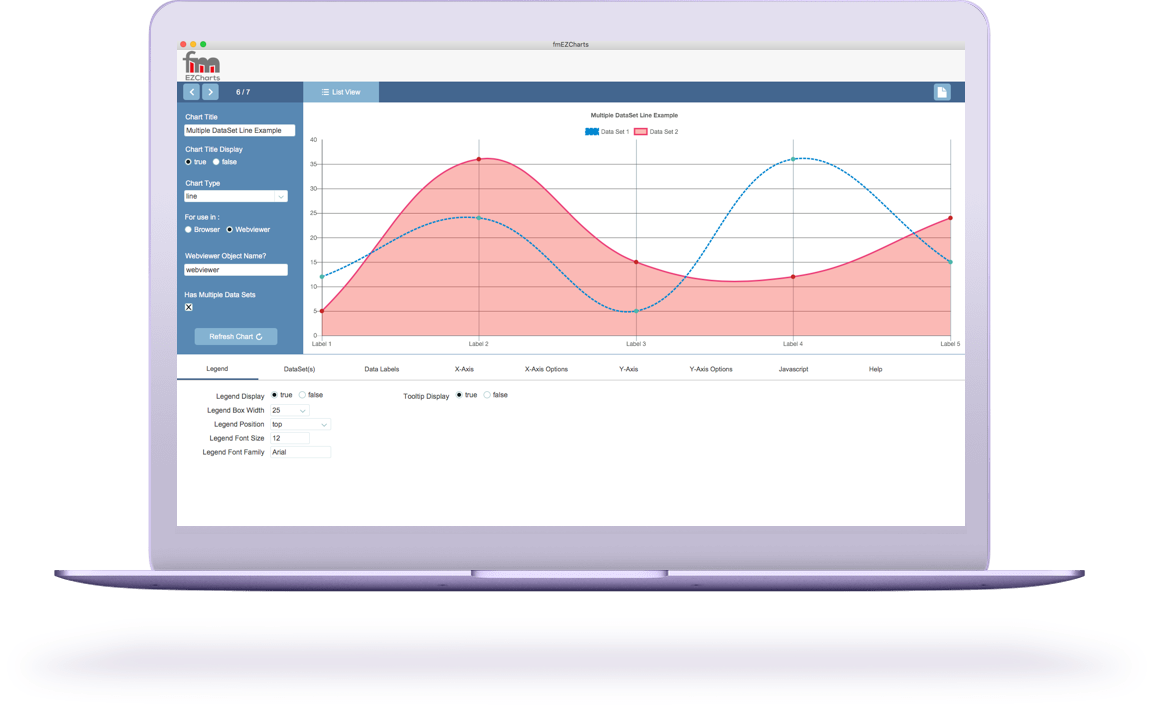 fmEZCharts
fm
EZCharts
6 / 7
List View
Chart Title
Multiple DataSet Line Example
Chart Title Display
true false
Chart Type
line
For use in :
Browser Webviewer
Webviewer Object Name?
webviewer
Has Multiple Data Sets
Refresh Chart
Multiple DataSet Line Example
Data Set 1 Data Set 2
40
35
30
25
20
15
10
5
0
Label 1 Label 2 Label 3 Label 4 Label 5
Legend DataSet(s) Data Labels X-Axis X-Axis Options Y-Axis Y-Axis Options Javascript Help
Legend Display true false Tooltip Display true false
Legend Box Width 25
Legend Position top
Legend Font Size 12
Legend Font Family Arial